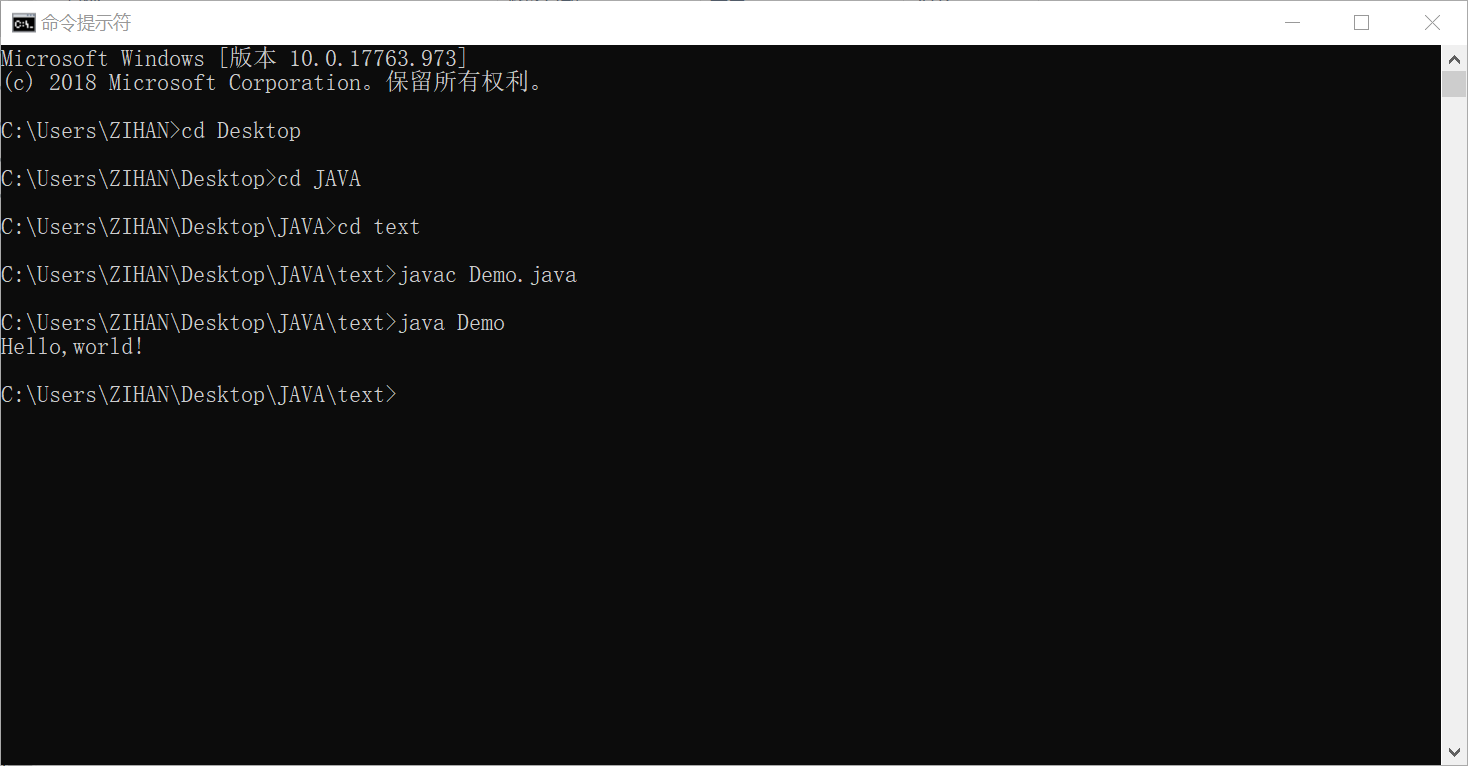 命令提示符
Microsoft Windows [版本 10.0.17763.973]
(c) 2018 Microsoft Corporation。保留所有权利。
C:\Users\ZIHAN>cd Desktop
C:\Users\ZIHAN\Desktop>cd JAVA
C:\Users\ZIHAN\Desktop\JAVA>cd text
C:\Users\ZIHAN\Desktop\JAVA\text>javac Demo.java
C:\Users\ZIHAN\Desktop\JAVA\text>java Demo
Hello,world!
C:\Users\ZIHAN\Desktop\JAVA\text>